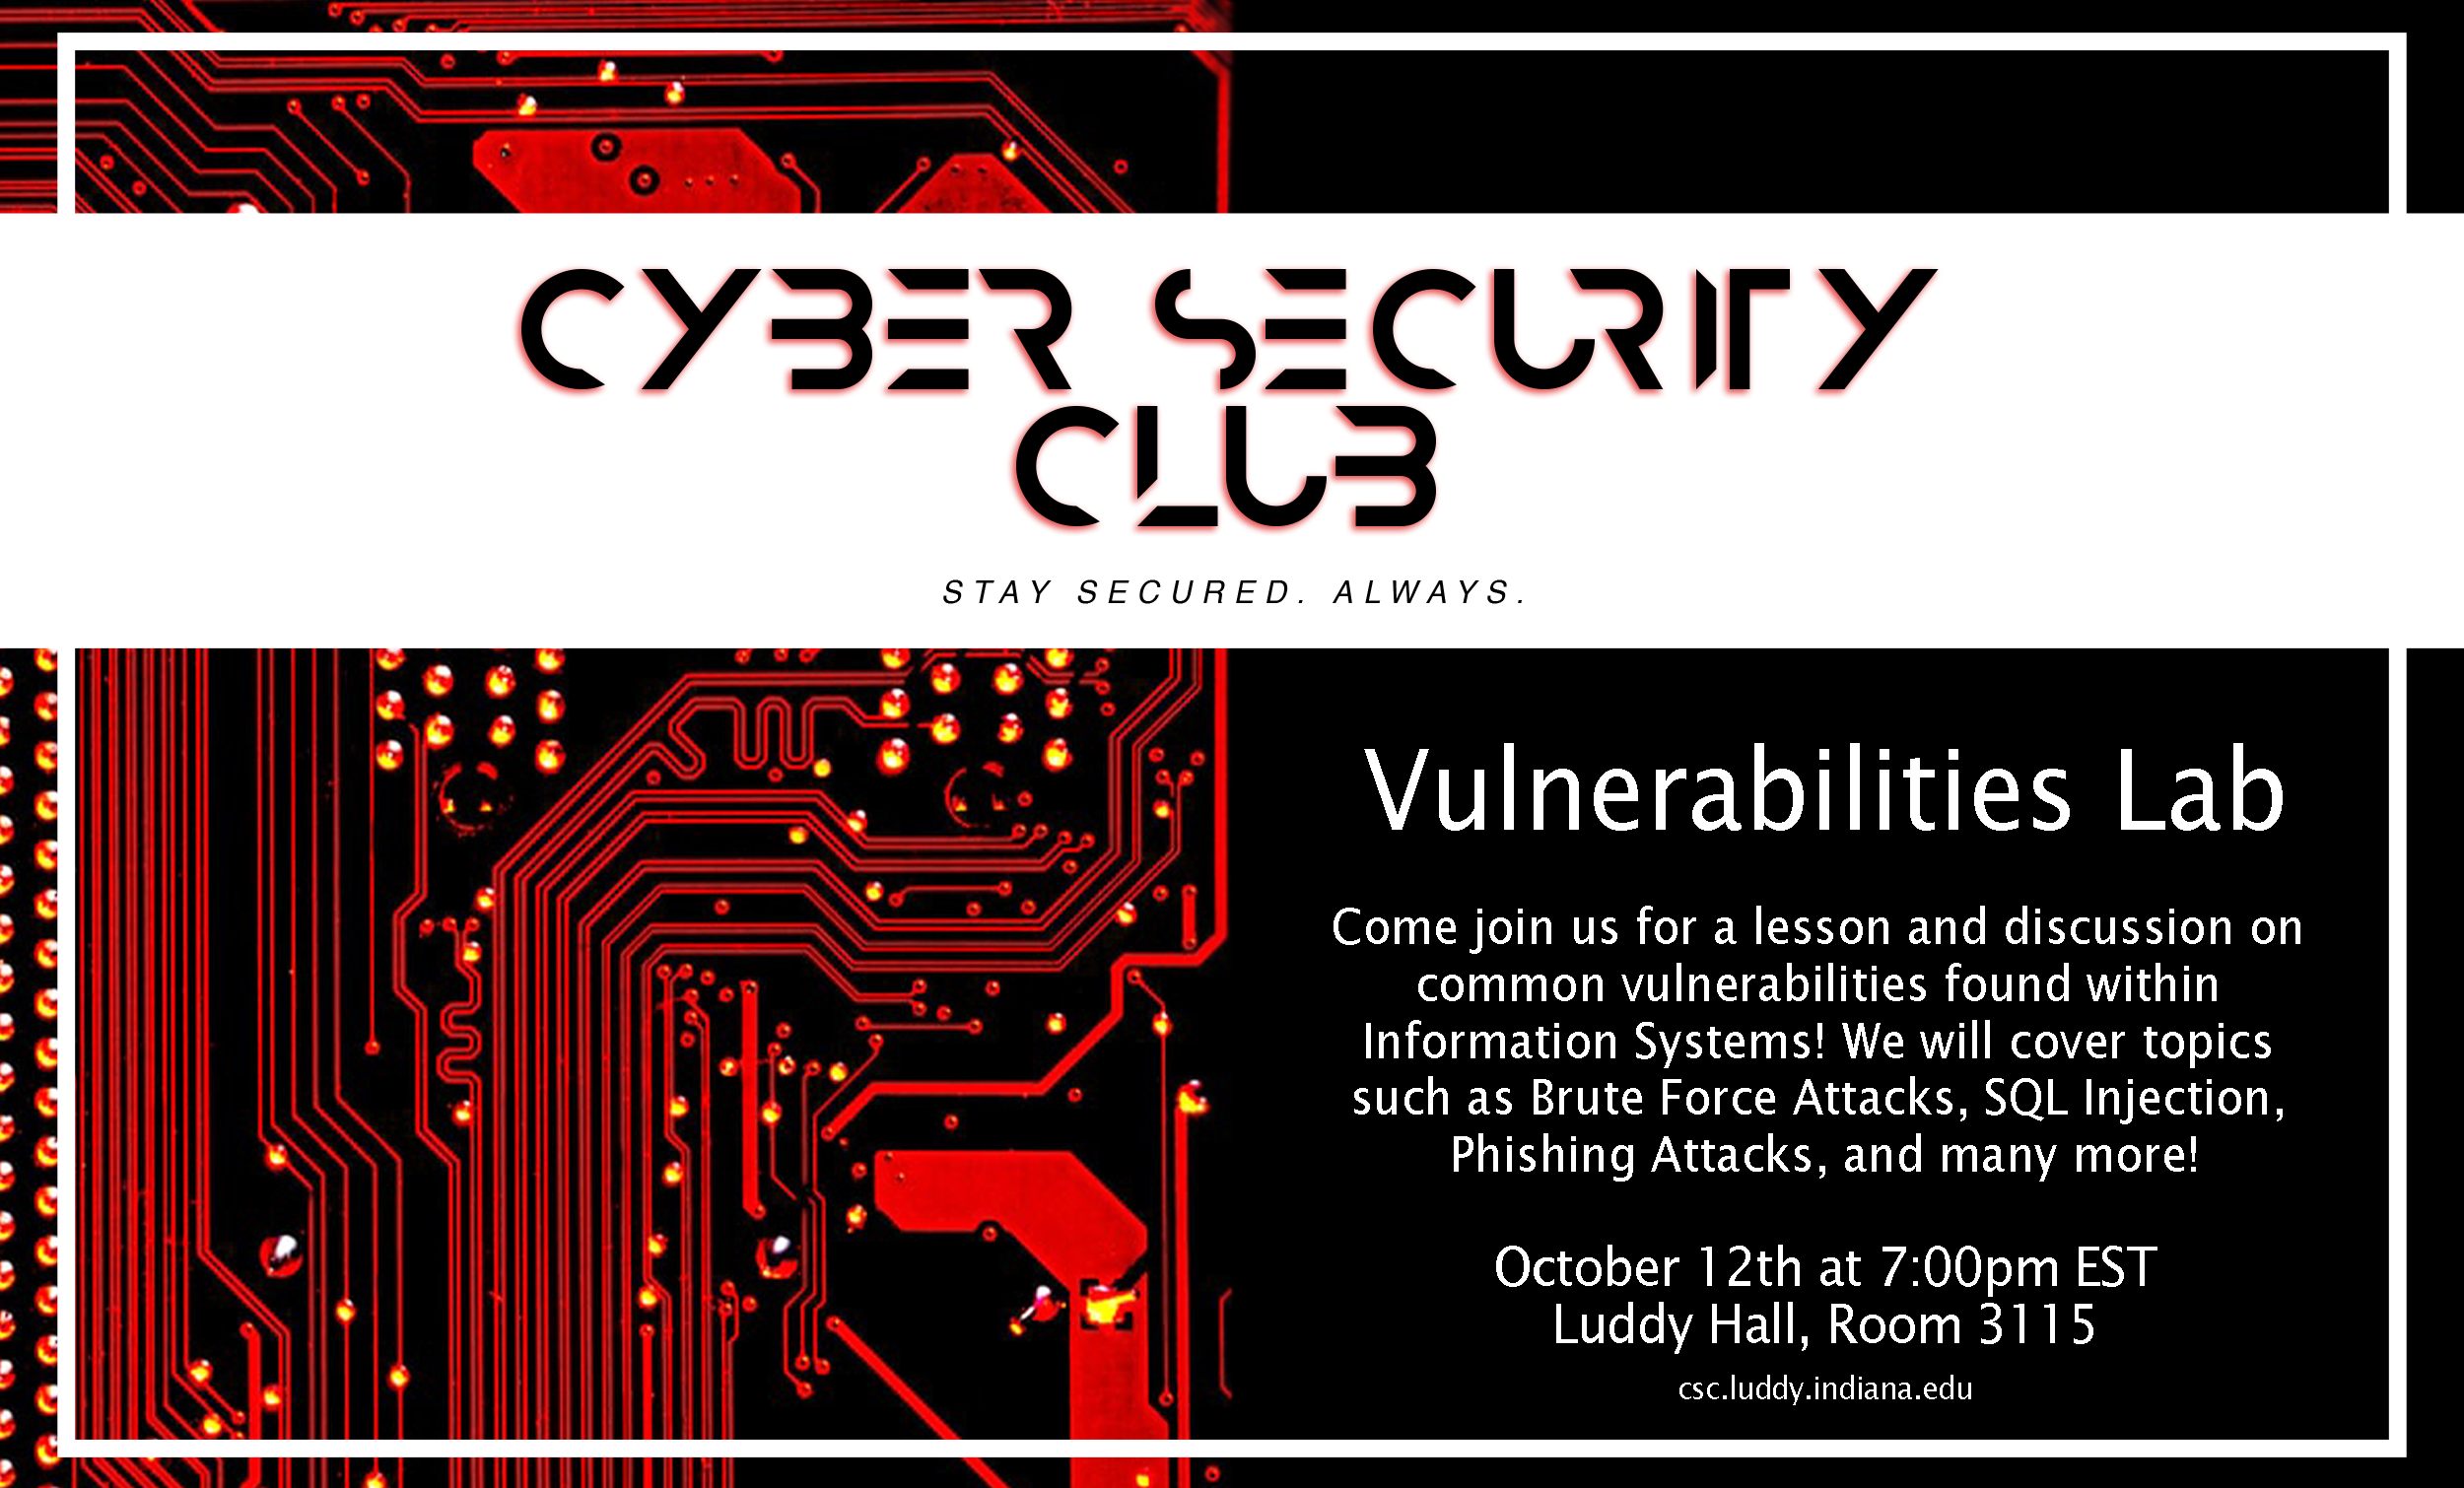 CYBER SECURITY
CLUB
STAY SECURED. ALWAYS.
Vulnerabilities Lab
Come join us for a lesson and discussion on
common vulnerabilities found within
Information Systems! We will cover topics
such as Brute Force Attacks, SQL Injection,
Phishing Attacks, and many more!
October 12th at 7:00pm EST
Luddy Hall, Room 3115
csc.luddy.indiana.edu